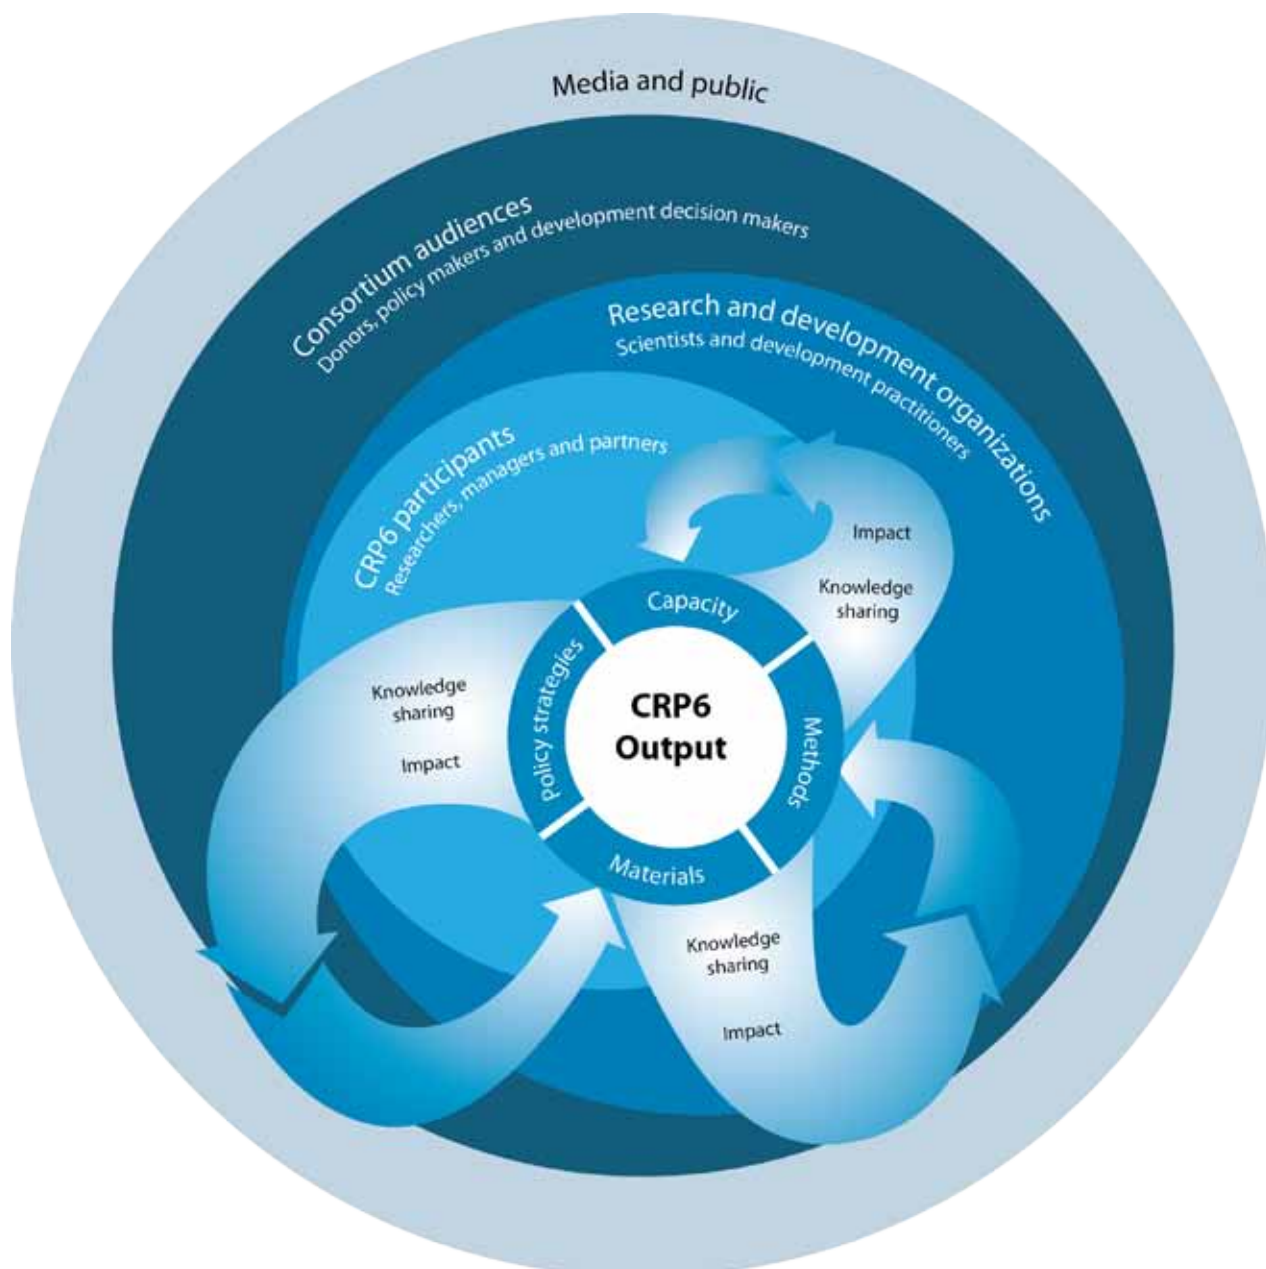 Media and public
Consortium audiences
Donors, policy makers and development decision makers
Research and development organizations
Scientists and development practitioners
CRP6 participants
Researchers, managers and partners
Impact
Knowledge
sharing
Capacity
Knowledge
sharing
Impact
Policy strategies
CRP6
Output
Methods
Materials
Knowledge
sharing
Impact